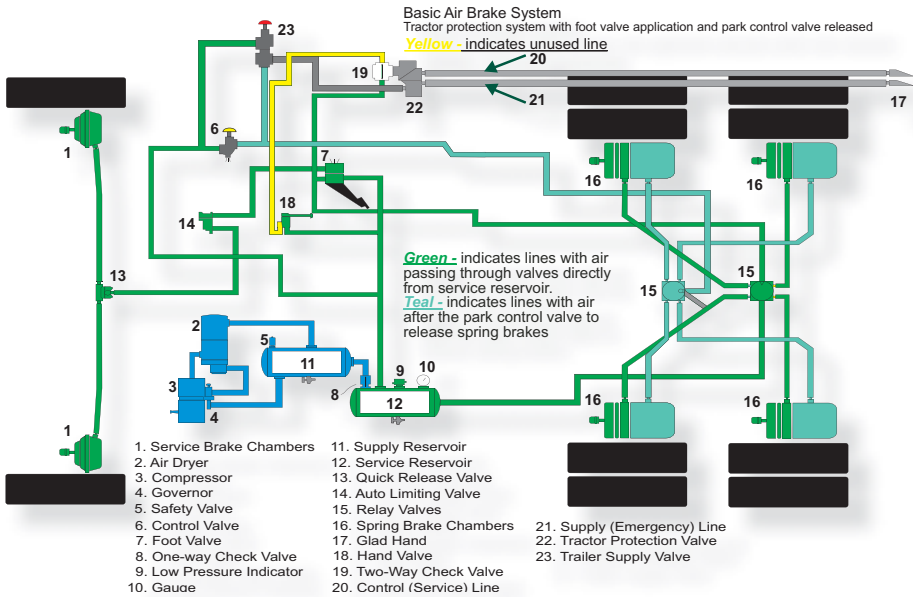 Basic Air Brake System
Tractor protection system with foot valve application and park control valve released
Yellow - indicates unused line
23
20
19
22
21
17
1
6
7
16
16
14
18
Green - indicates lines with air
passing through valves directly
from service reservoir.
Teal - indicates lines with air
after the park control valve to
release spring brakes
13
15
15
2
5
11
9
10
3
8
4
12
16
16
1
1. Service Brake Chambers
2. Air Dryer
3. Compressor
4. Governor
5. Safety Valve
6. Control Valve
7. Foot Valve
8. One-way Check Valve
9. Low Pressure Indicator
10. Gauge
11. Supply Reservoir
12. Service Reservoir
13. Quick Release Valve
14. Auto Limiting Valve
15. Relay Valves
16. Spring Brake Chambers
17. Glad Hand
18. Hand Valve
19. Two-Way Check Valve
20. Control (Service) Line
21. Supply (Emergency) Line
22. Tractor Protection Valve
23. Trailer Supply Valve